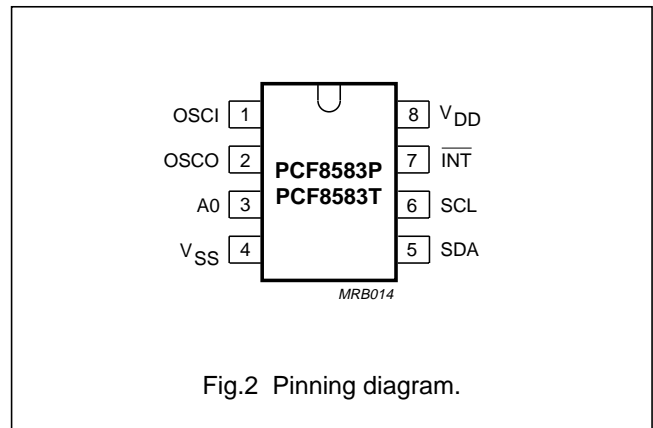 OSCI 1 8 VDD
OSCO 2 7 INT
PCF8583P
PCF8583T
A0 3 6 SCL
VSS 4 5 SDA
MRB014
Fig.2 Pinning diagram.